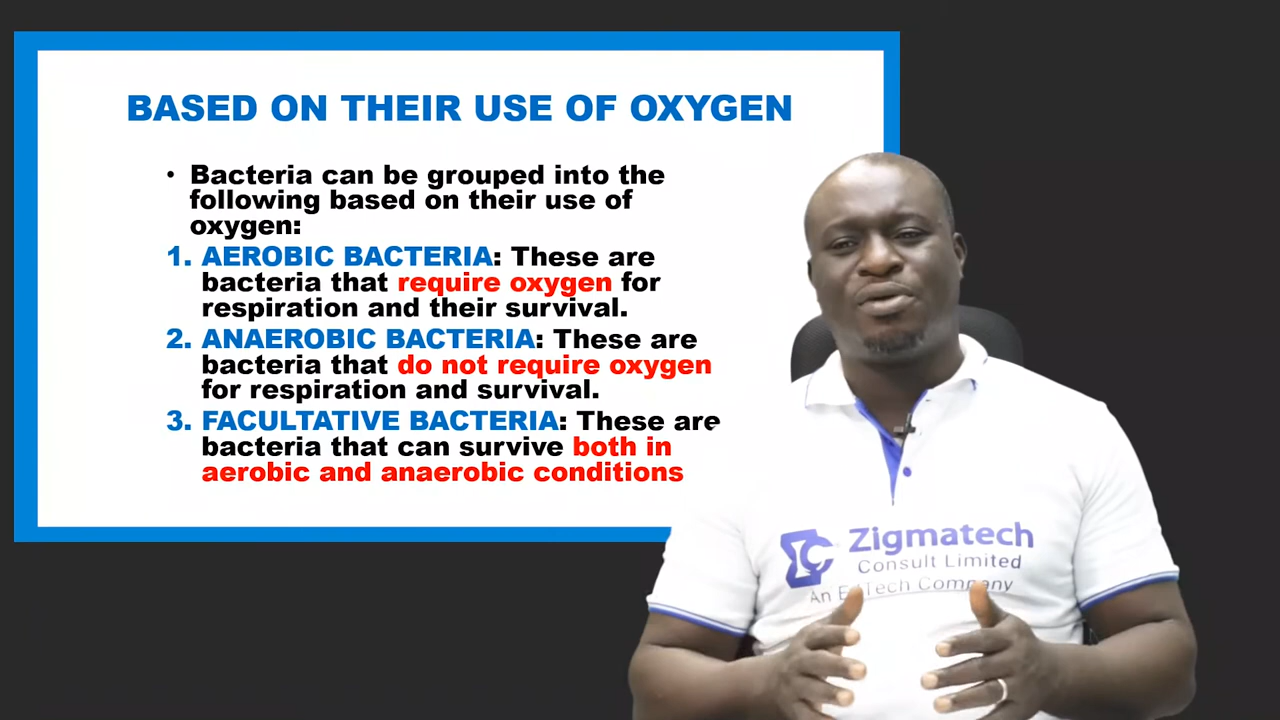 BASED ON THEIR USE OF OXYGEN
• Bacteria can be grouped into the
following based on their use of
oxygen:
1. AEROBIC BACTERIA: These are
bacteria that require oxygen for
respiration and their survival.
2. ANAEROBIC BACTERIA: These are
bacteria that do not require oxygen
for respiration and survival.
3. FACULTATIVE BACTERIA: These are
bacteria that can survive both in
aerobic and anaerobic conditions
Zigmatech
Consult Limited
An EdTech Company